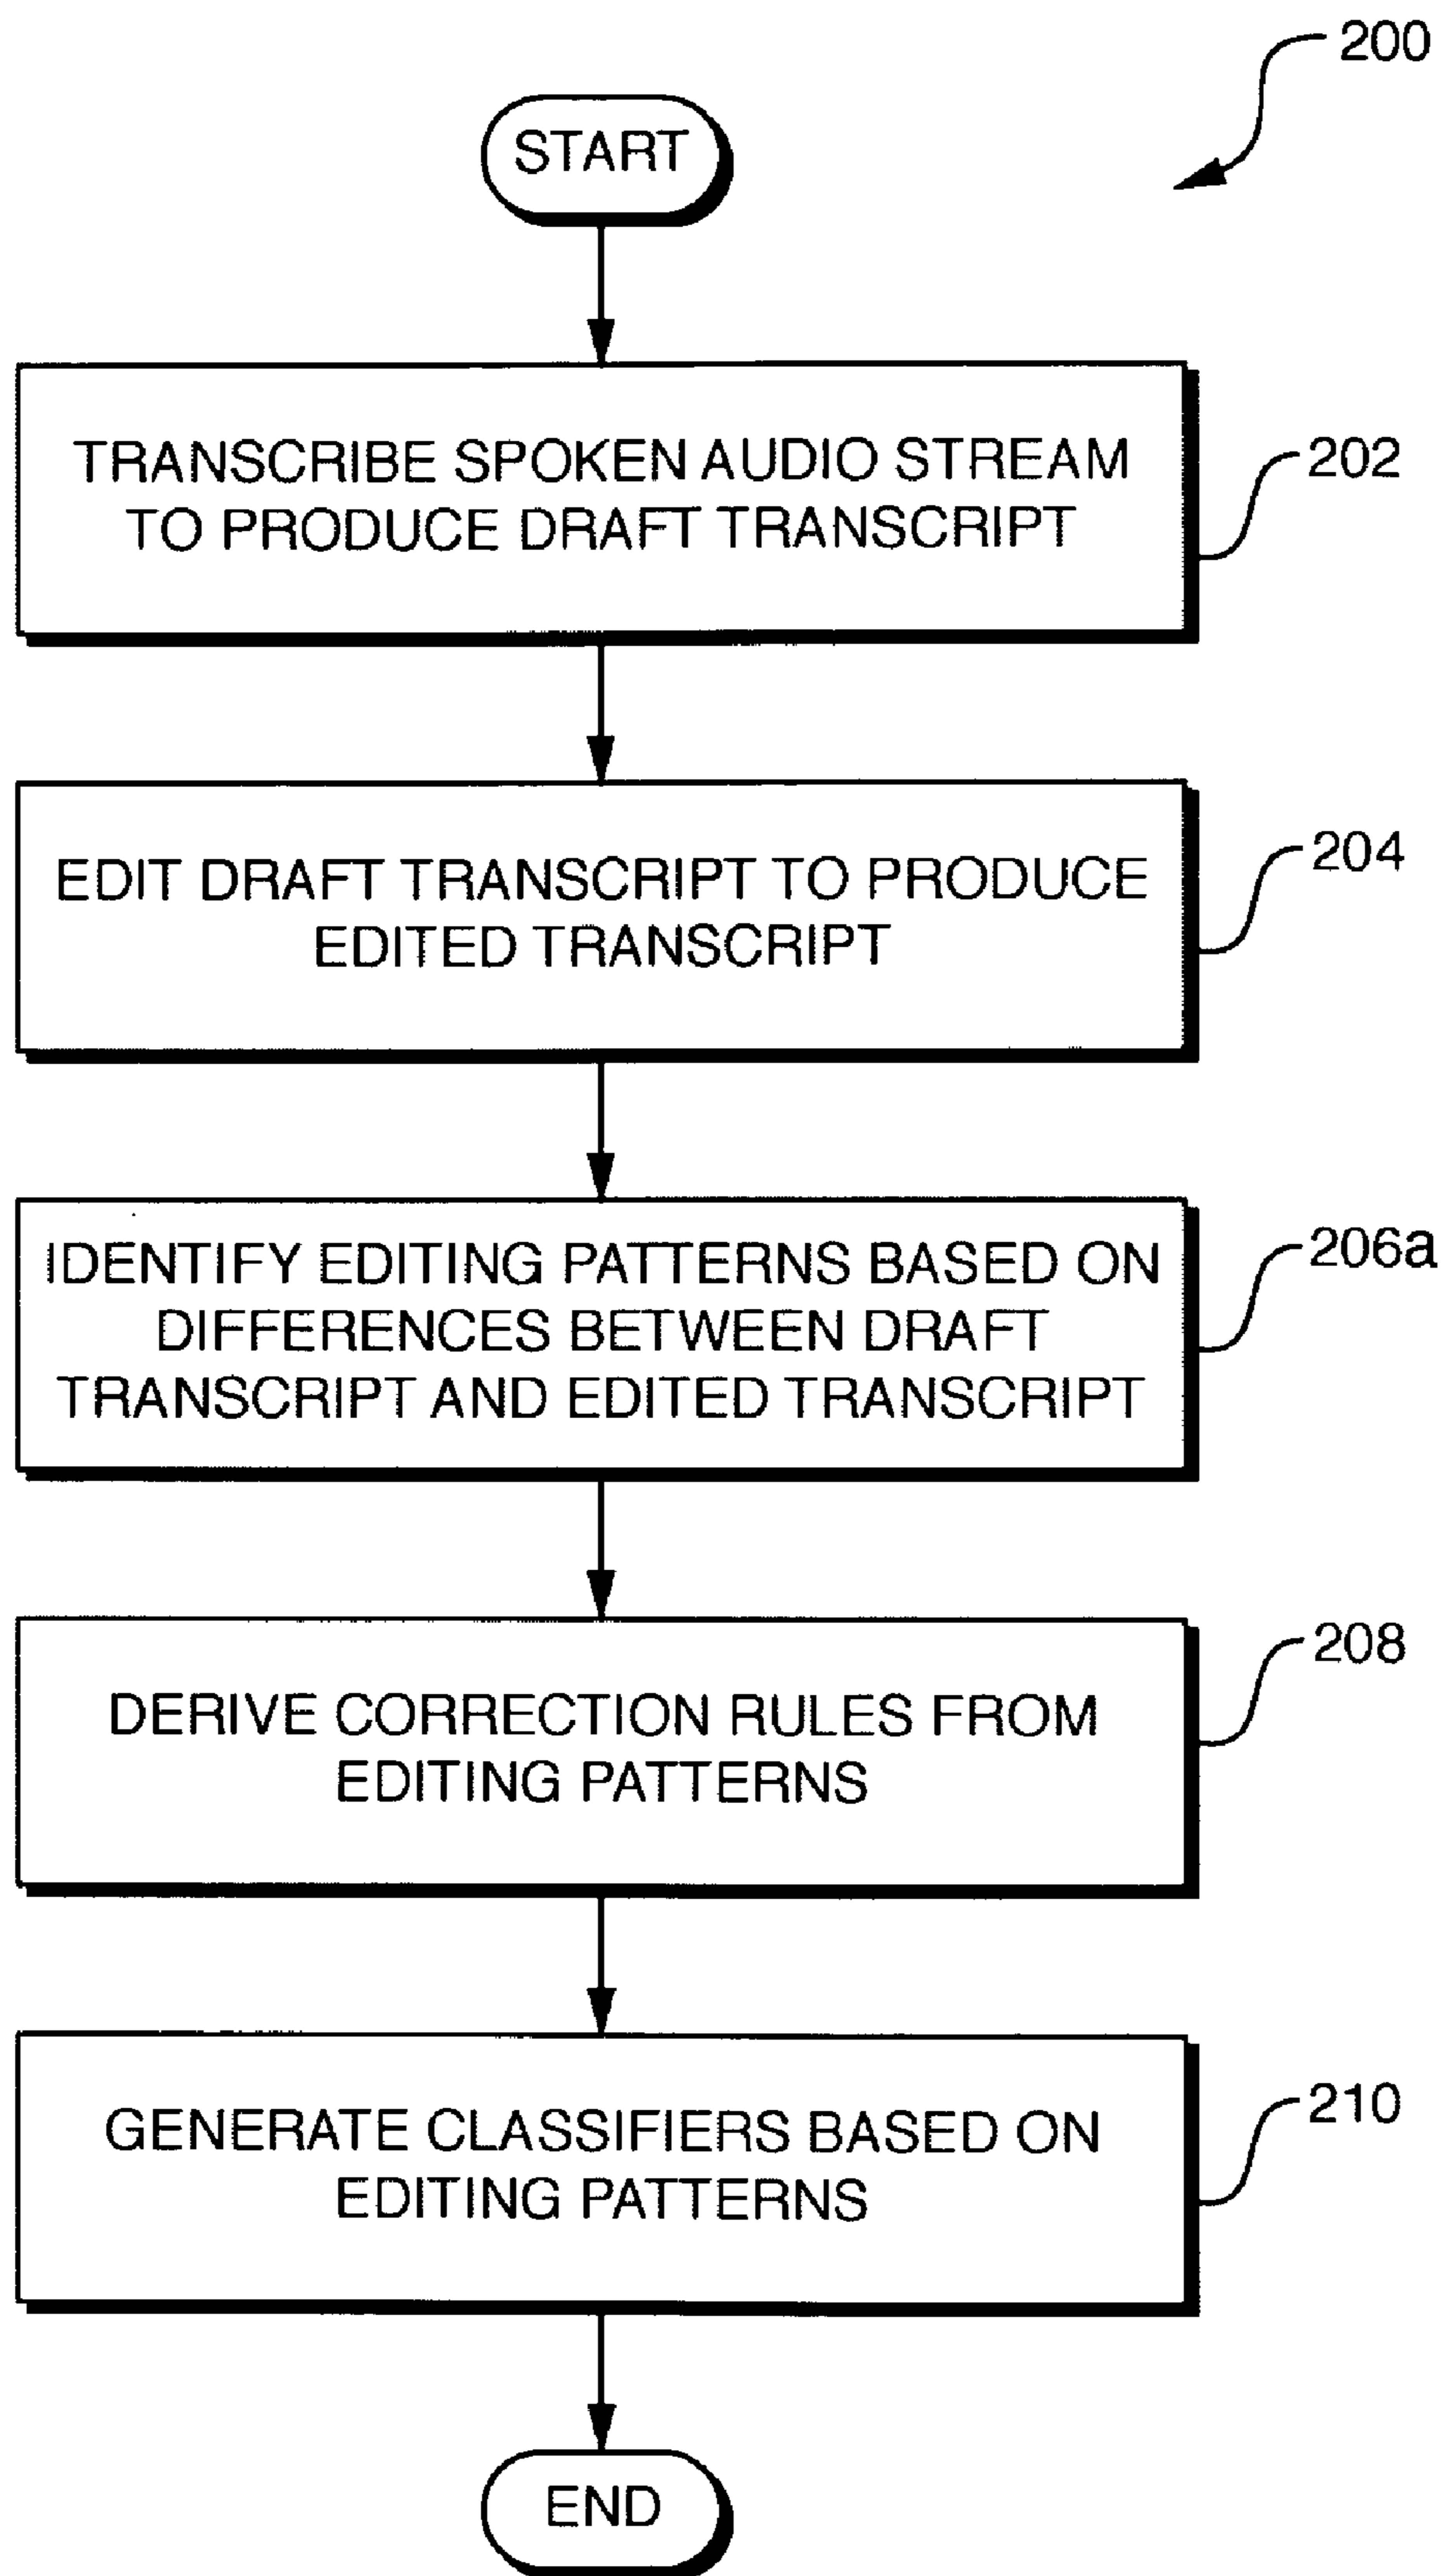 200
START
TRANSCRIBE SPOKEN AUDIO STREAM
TO PRODUCE DRAFT TRANSCRIPT
202
EDIT DRAFT TRANSCRIPT TO PRODUCE
EDITED TRANSCRIPT
204
IDENTIFY EDITING PATTERNS BASED ON
DIFFERENCES BETWEEN DRAFT
TRANSCRIPT AND EDITED TRANSCRIPT
206a
DERIVE CORRECTION RULES FROM
EDITING PATTERNS
208
GENERATE CLASSIFIERS BASED ON
EDITING PATTERNS
210
END